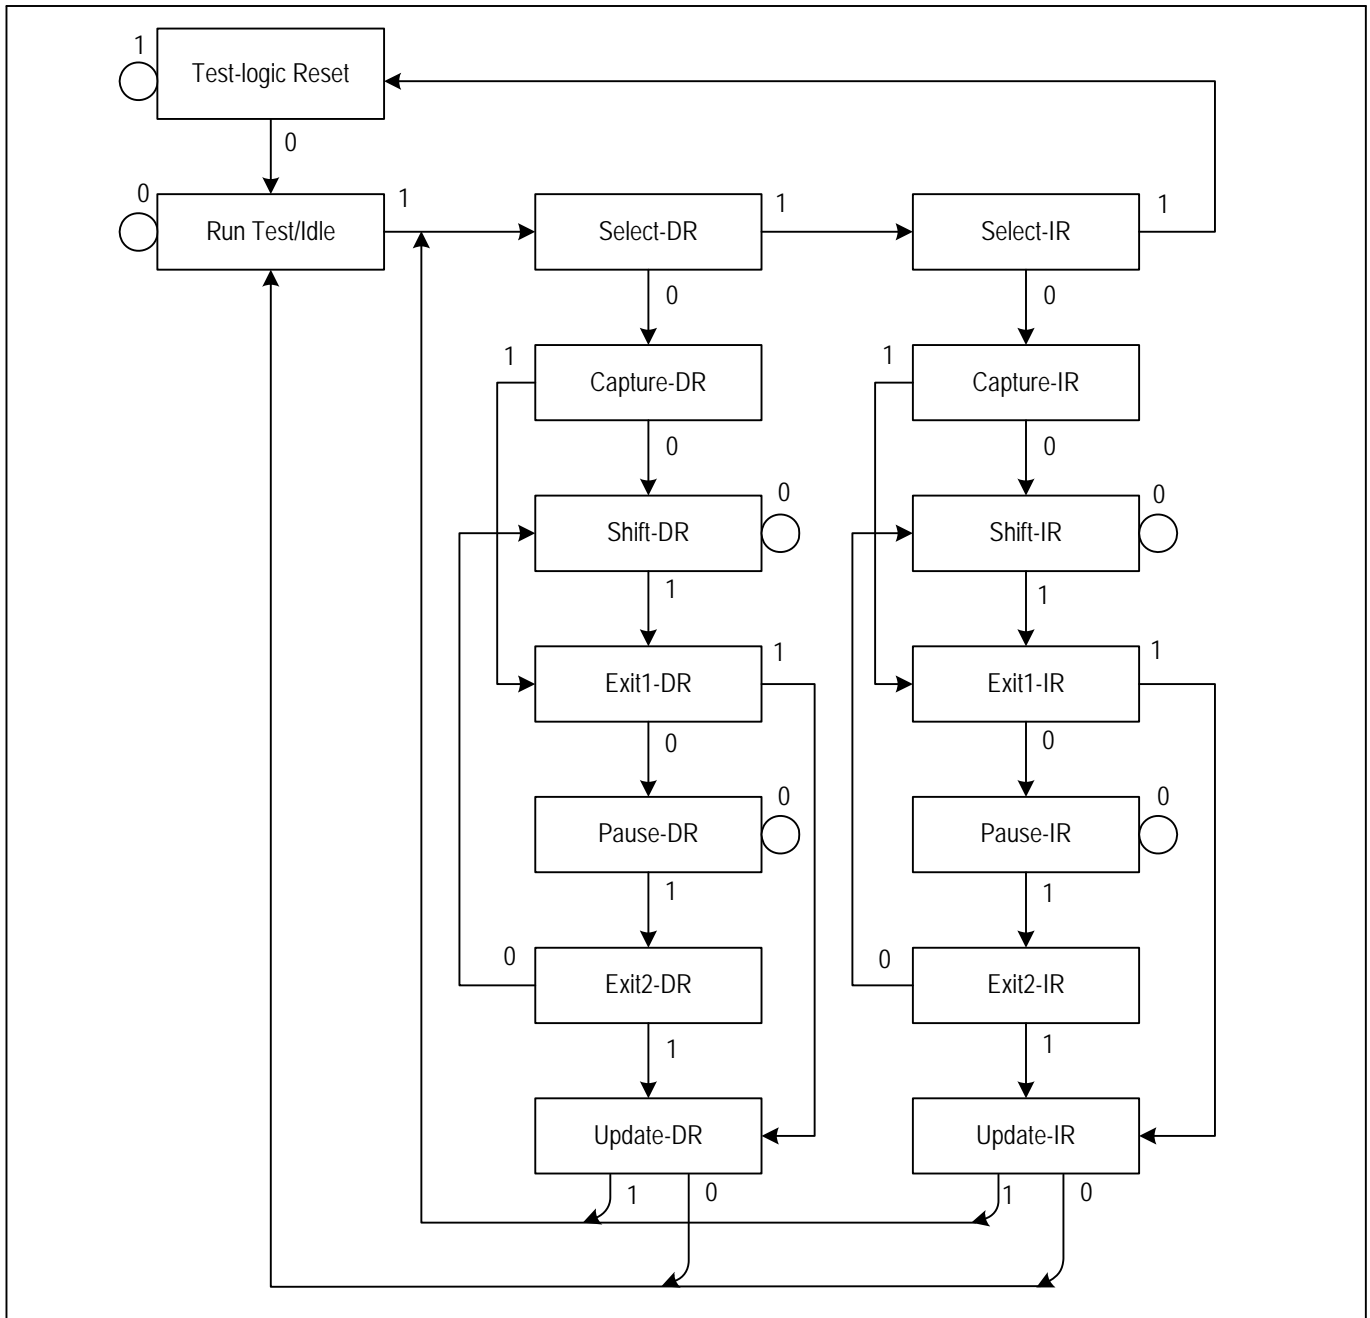 1
Test-logic Reset
0
0
Run Test/Idle
1
Select-DR
1
Select-IR
1
0
0
1
Capture-DR
1
Capture-IR
0
0
Shift-DR
0
Shift-IR
0
1
1
Exit1-DR
1
Exit1-IR
1
0
0
Pause-DR
0
Pause-IR
0
1
1
0
Exit2-DR
0
Exit2-IR
1
1
Update-DR
Update-IR
1
0
1
0